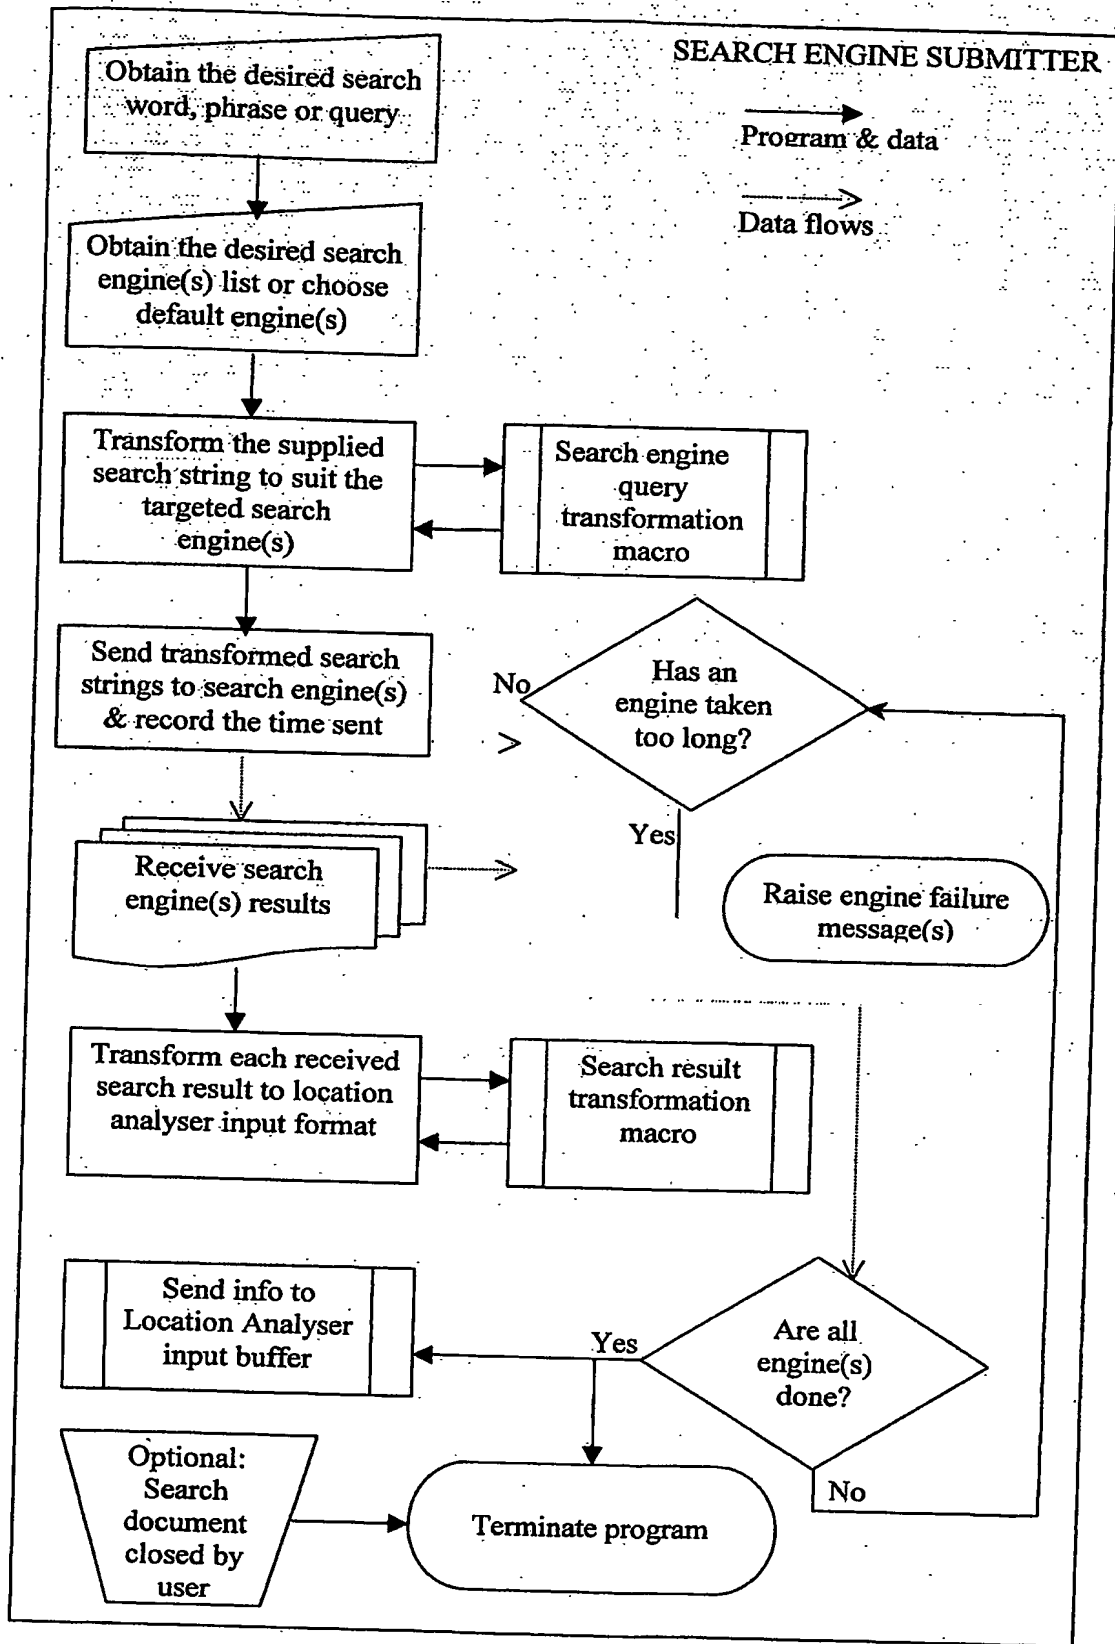 SEARCH ENGINE SUBMITTER
Program & data
Data flows
Obtain the desired search
word, phrase or query
Obtain the desired search
engine(s) list or choose
default engine(s)
Transform the supplied
search string to suit the
targeted search
engine(s)
Search engine
query
transformation
macro
Send transformed search
strings to search engine(s)
& record the time sent
No
Has an
engine taken
too long?
Yes
Receive search
engine(s) results
Raise engine failure
message(s)
Transform each received
search result to location
analyser input format
Search result
transformation
macro
Send info to
Location Analyser
input buffer
Yes
Are all
engine(s)
done?
No
Optional:
Search
document
closed by
user
Terminate program